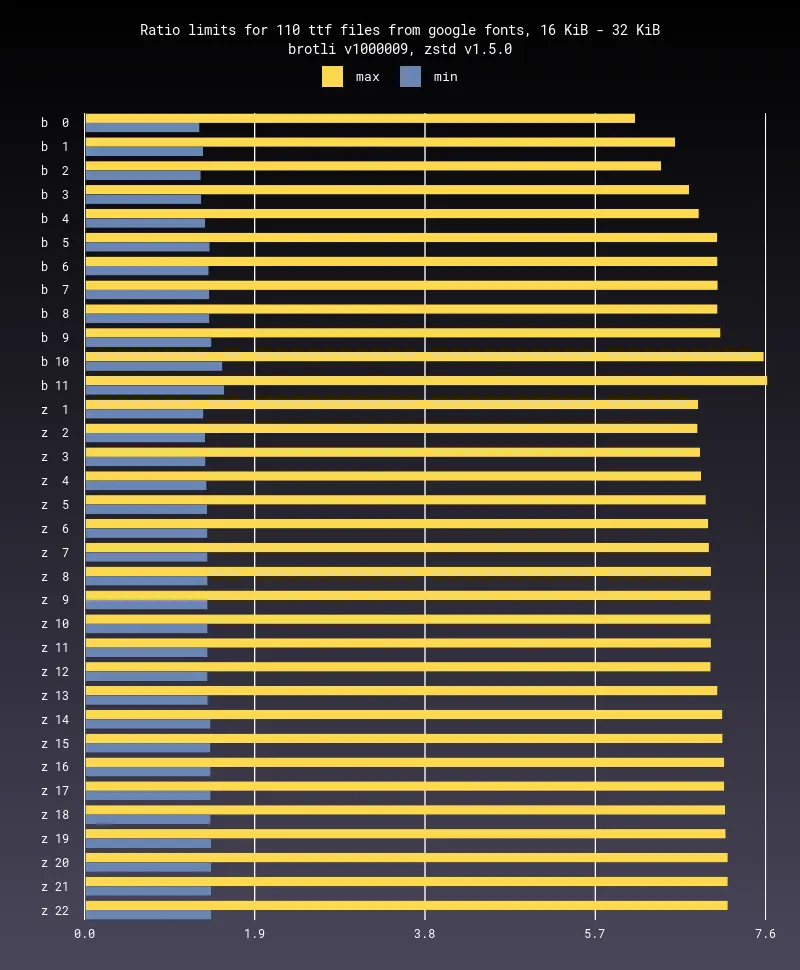 Ratio limits for 110 ttf files from google fonts, 16 KiB - 32 KiB
brotli v1000009, zstd v1.5.0
max min
b 0
b 1
b 2
b 3
b 4
b 5
b 6
b 7
b 8
b 9
b 10
b 11
z 1
z 2
z 3
z 4
z 5
z 6
z 7
z 8
z 9
z 10
z 11
z 12
z 13
z 14
z 15
z 16
z 17
z 18
z 19
z 20
z 21
z 22
0.0 1.9 3.8 5.7 7.6